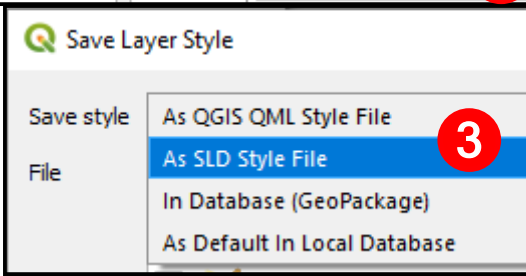 Save Layer Style
Save style
As QGIS QML Style File
As SLD Style File
3
File
In Database (GeoPackage)
As Default In Local Database